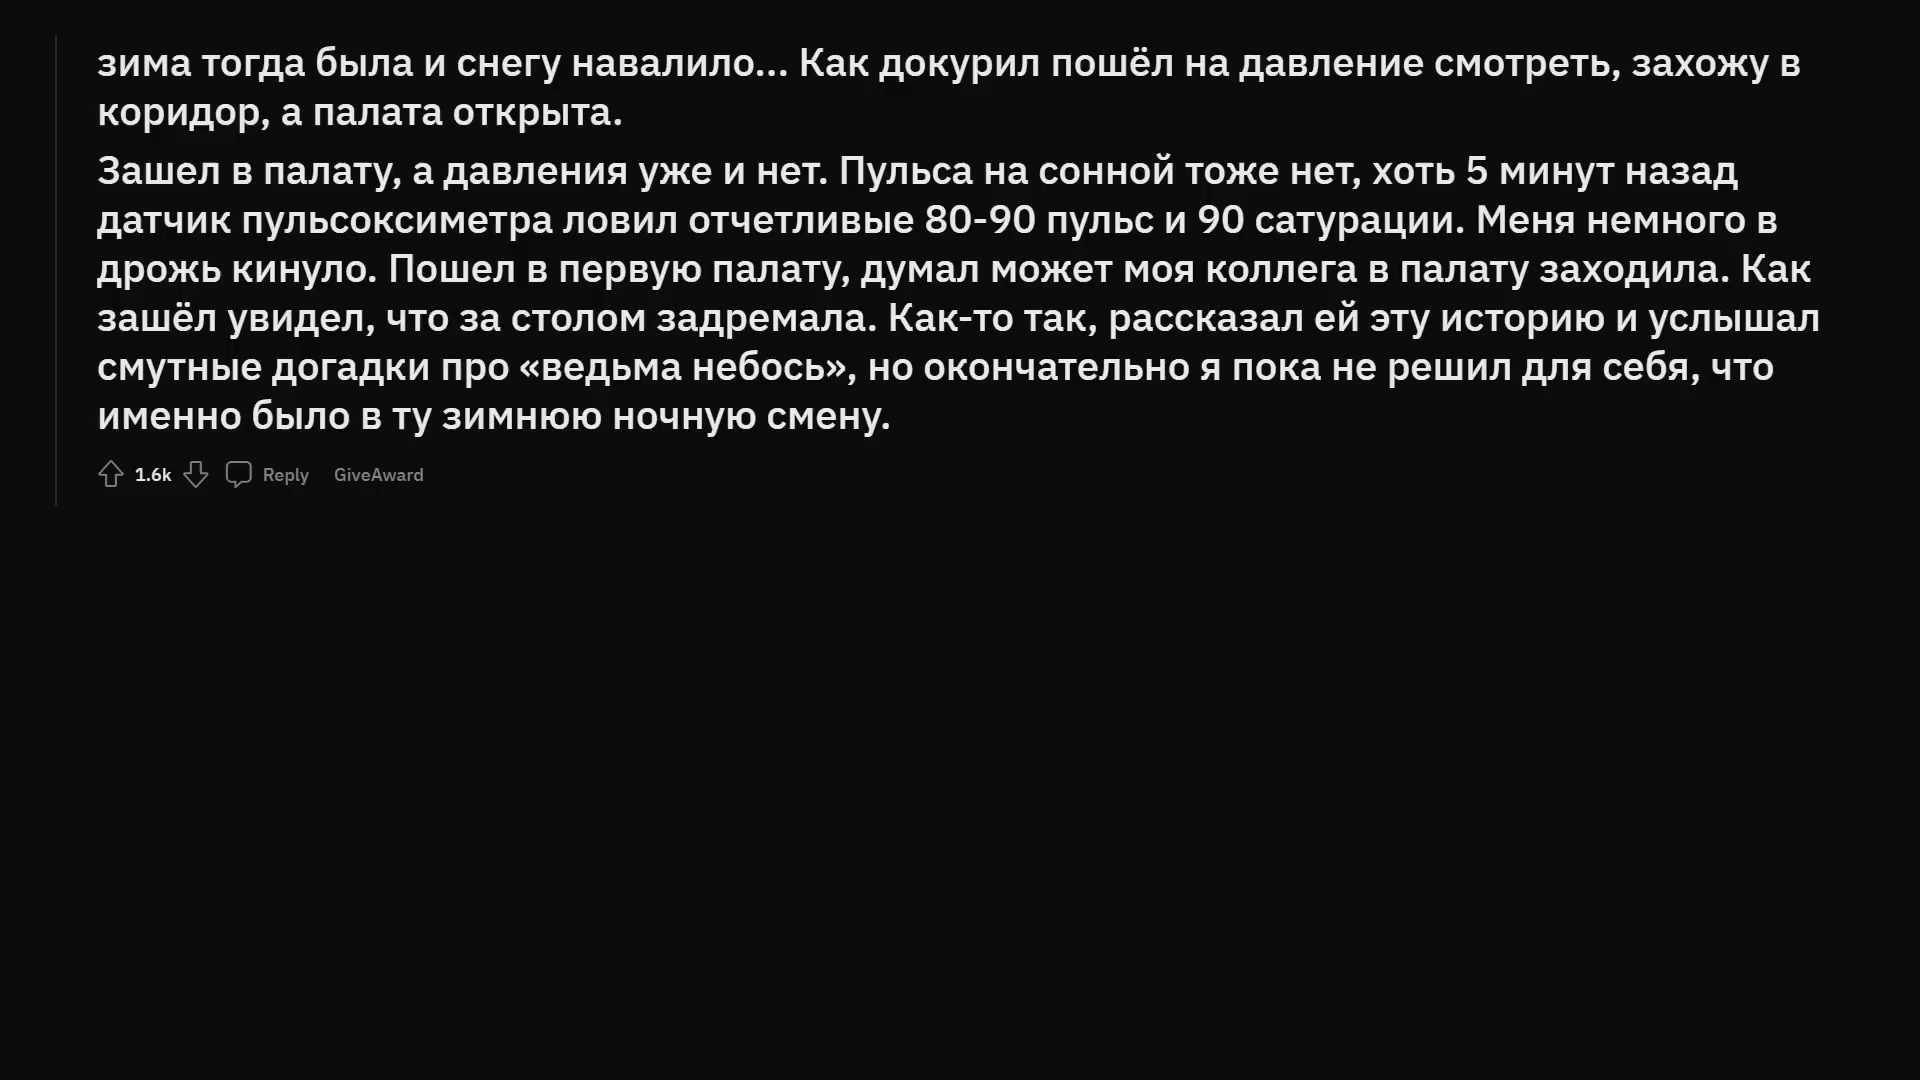 зима тогда была и снегу навалило... Как докурил пошёл на давление смотреть, захожу в
коридор, а палата открыта.
Зашел в палату, а давления уже и нет. Пульса на сонной тоже нет, хоть 5 минут назад
датчик пульсоксиметра ловил отчетливые 80-90 пульс и 90 сатурации. Меня немного в
дрожь кинуло. Пошел в первую палату, думал может моя коллега в палату заходила. Как
зашёл увидел, что за столом задремала. Как-то так, рассказал ей эту историю и услышал
смутные догадки про «ведьма небось», но окончательно я пока не решил для себя, что
именно было в ту зимнюю ночную смену.
1.6k Reply GiveAward